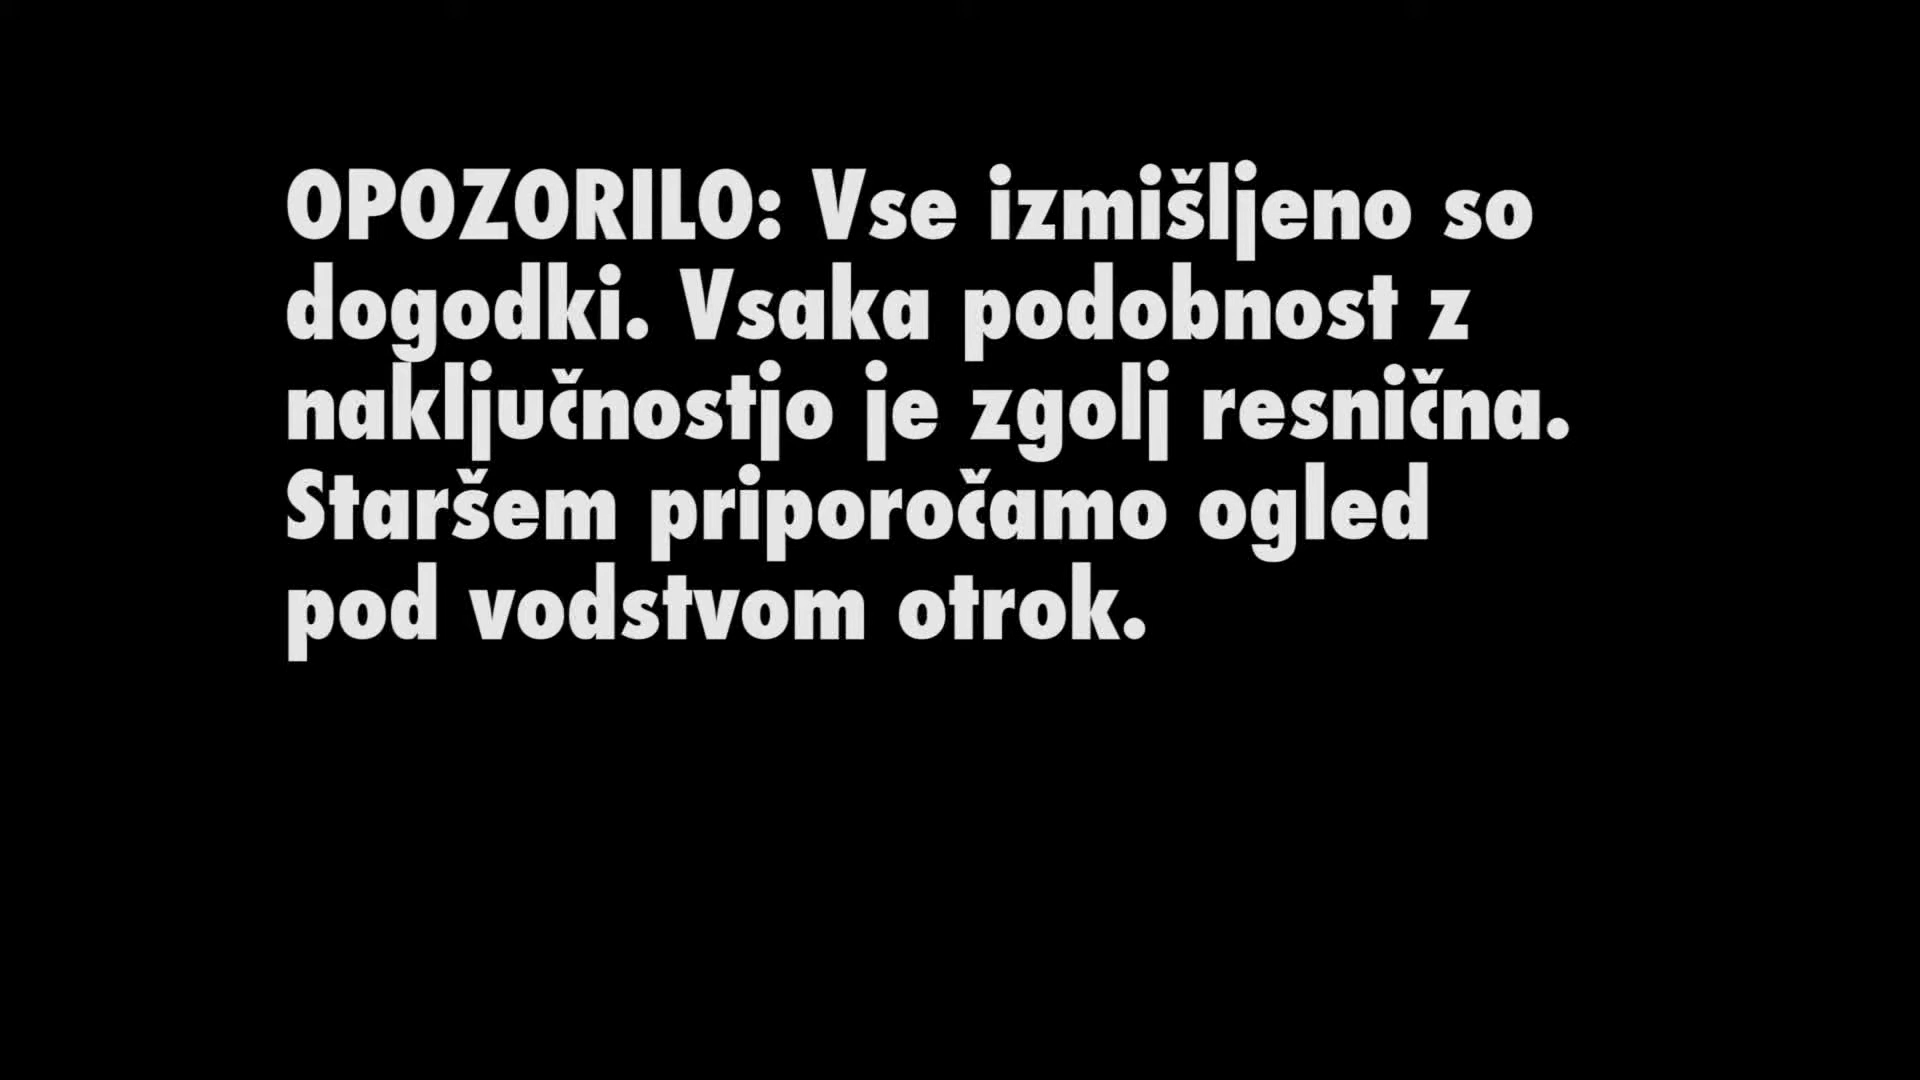 OPOZORILO: Vse izmišljeno so
dogodki. Vsaka podobnost z
naključnostjo je zgolj resnična.
Staršem priporočamo ogled
pod vodstvom otrok.